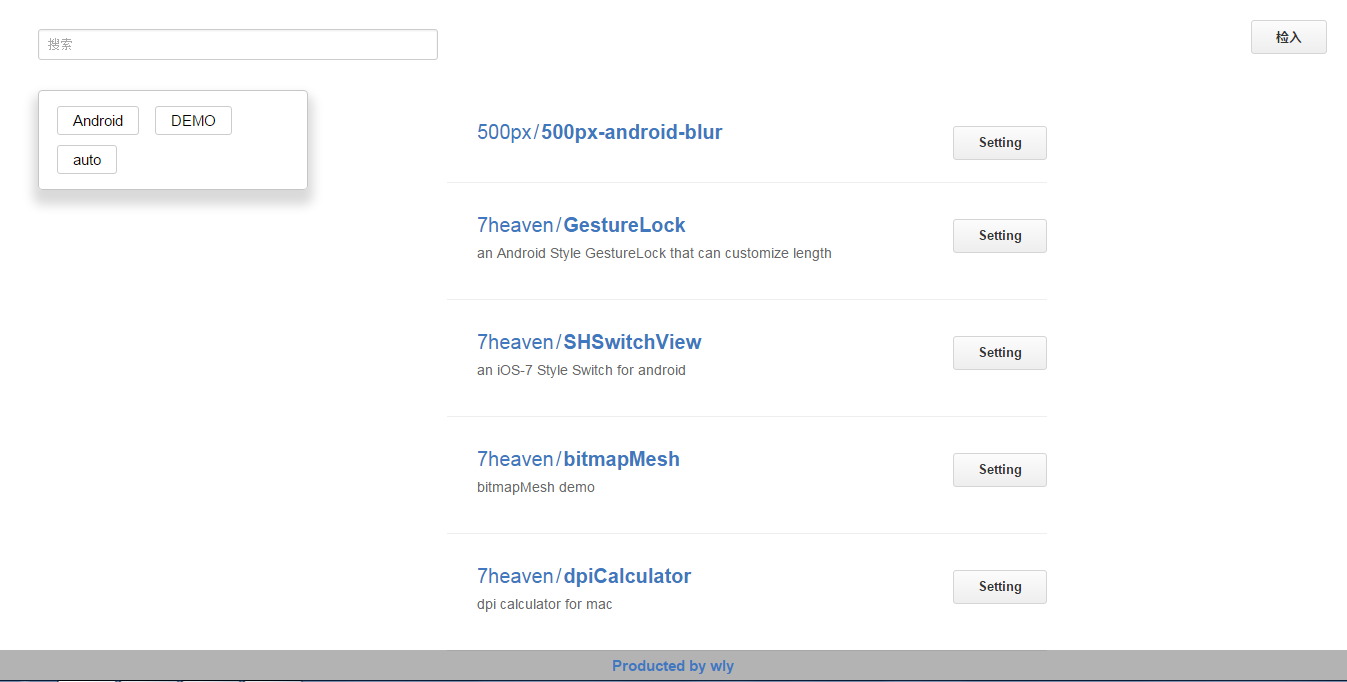 搜索
检入
Android DEMO
auto
500px/500px-android-blur
Setting
7heaven/GestureLock
an Android Style GestureLock that can customize length
Setting
7heaven/SHSwitchView
an iOS-7 Style Switch for android
Setting
7heaven/bitmapMesh
bitmapMesh demo
Setting
7heaven/dpiCalculator
dpi calculator for mac
Setting
Producted by wly